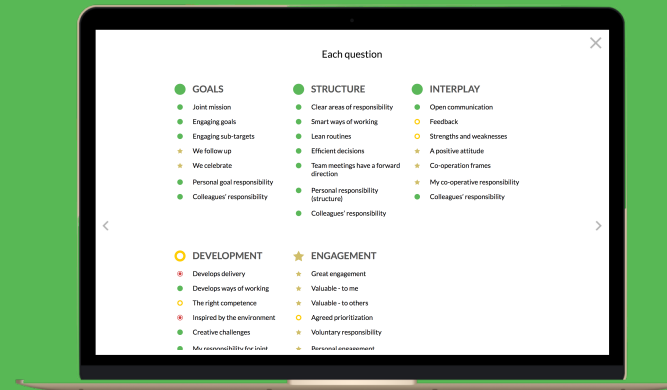 Each question
GOALS
Joint mission
Engaging goals
Engaging sub-targets
We follow up
We celebrate
Personal goal responsibility
Colleagues' responsibility
STRUCTURE
Clear areas of responsibility
Smart ways of working
Lean routines
Efficient decisions
Team meetings have a forward
direction
Personal responsibility
(structure)
Colleagues' responsibility
INTERPLAY
Open communication
Feedback
Strengths and weaknesses
A positive attitude
Co-operation frames
My co-operative responsibility
Colleagues' responsibility
DEVELOPMENT
Develops delivery
Develops ways of working
The right competence
Inspired by the environment
Creative challenges
My responsibility for joint
ENGAGEMENT
Great engagement
Valuable - to me
Valuable - to others
Agreed prioritization
Voluntary responsibility
Personal engagement